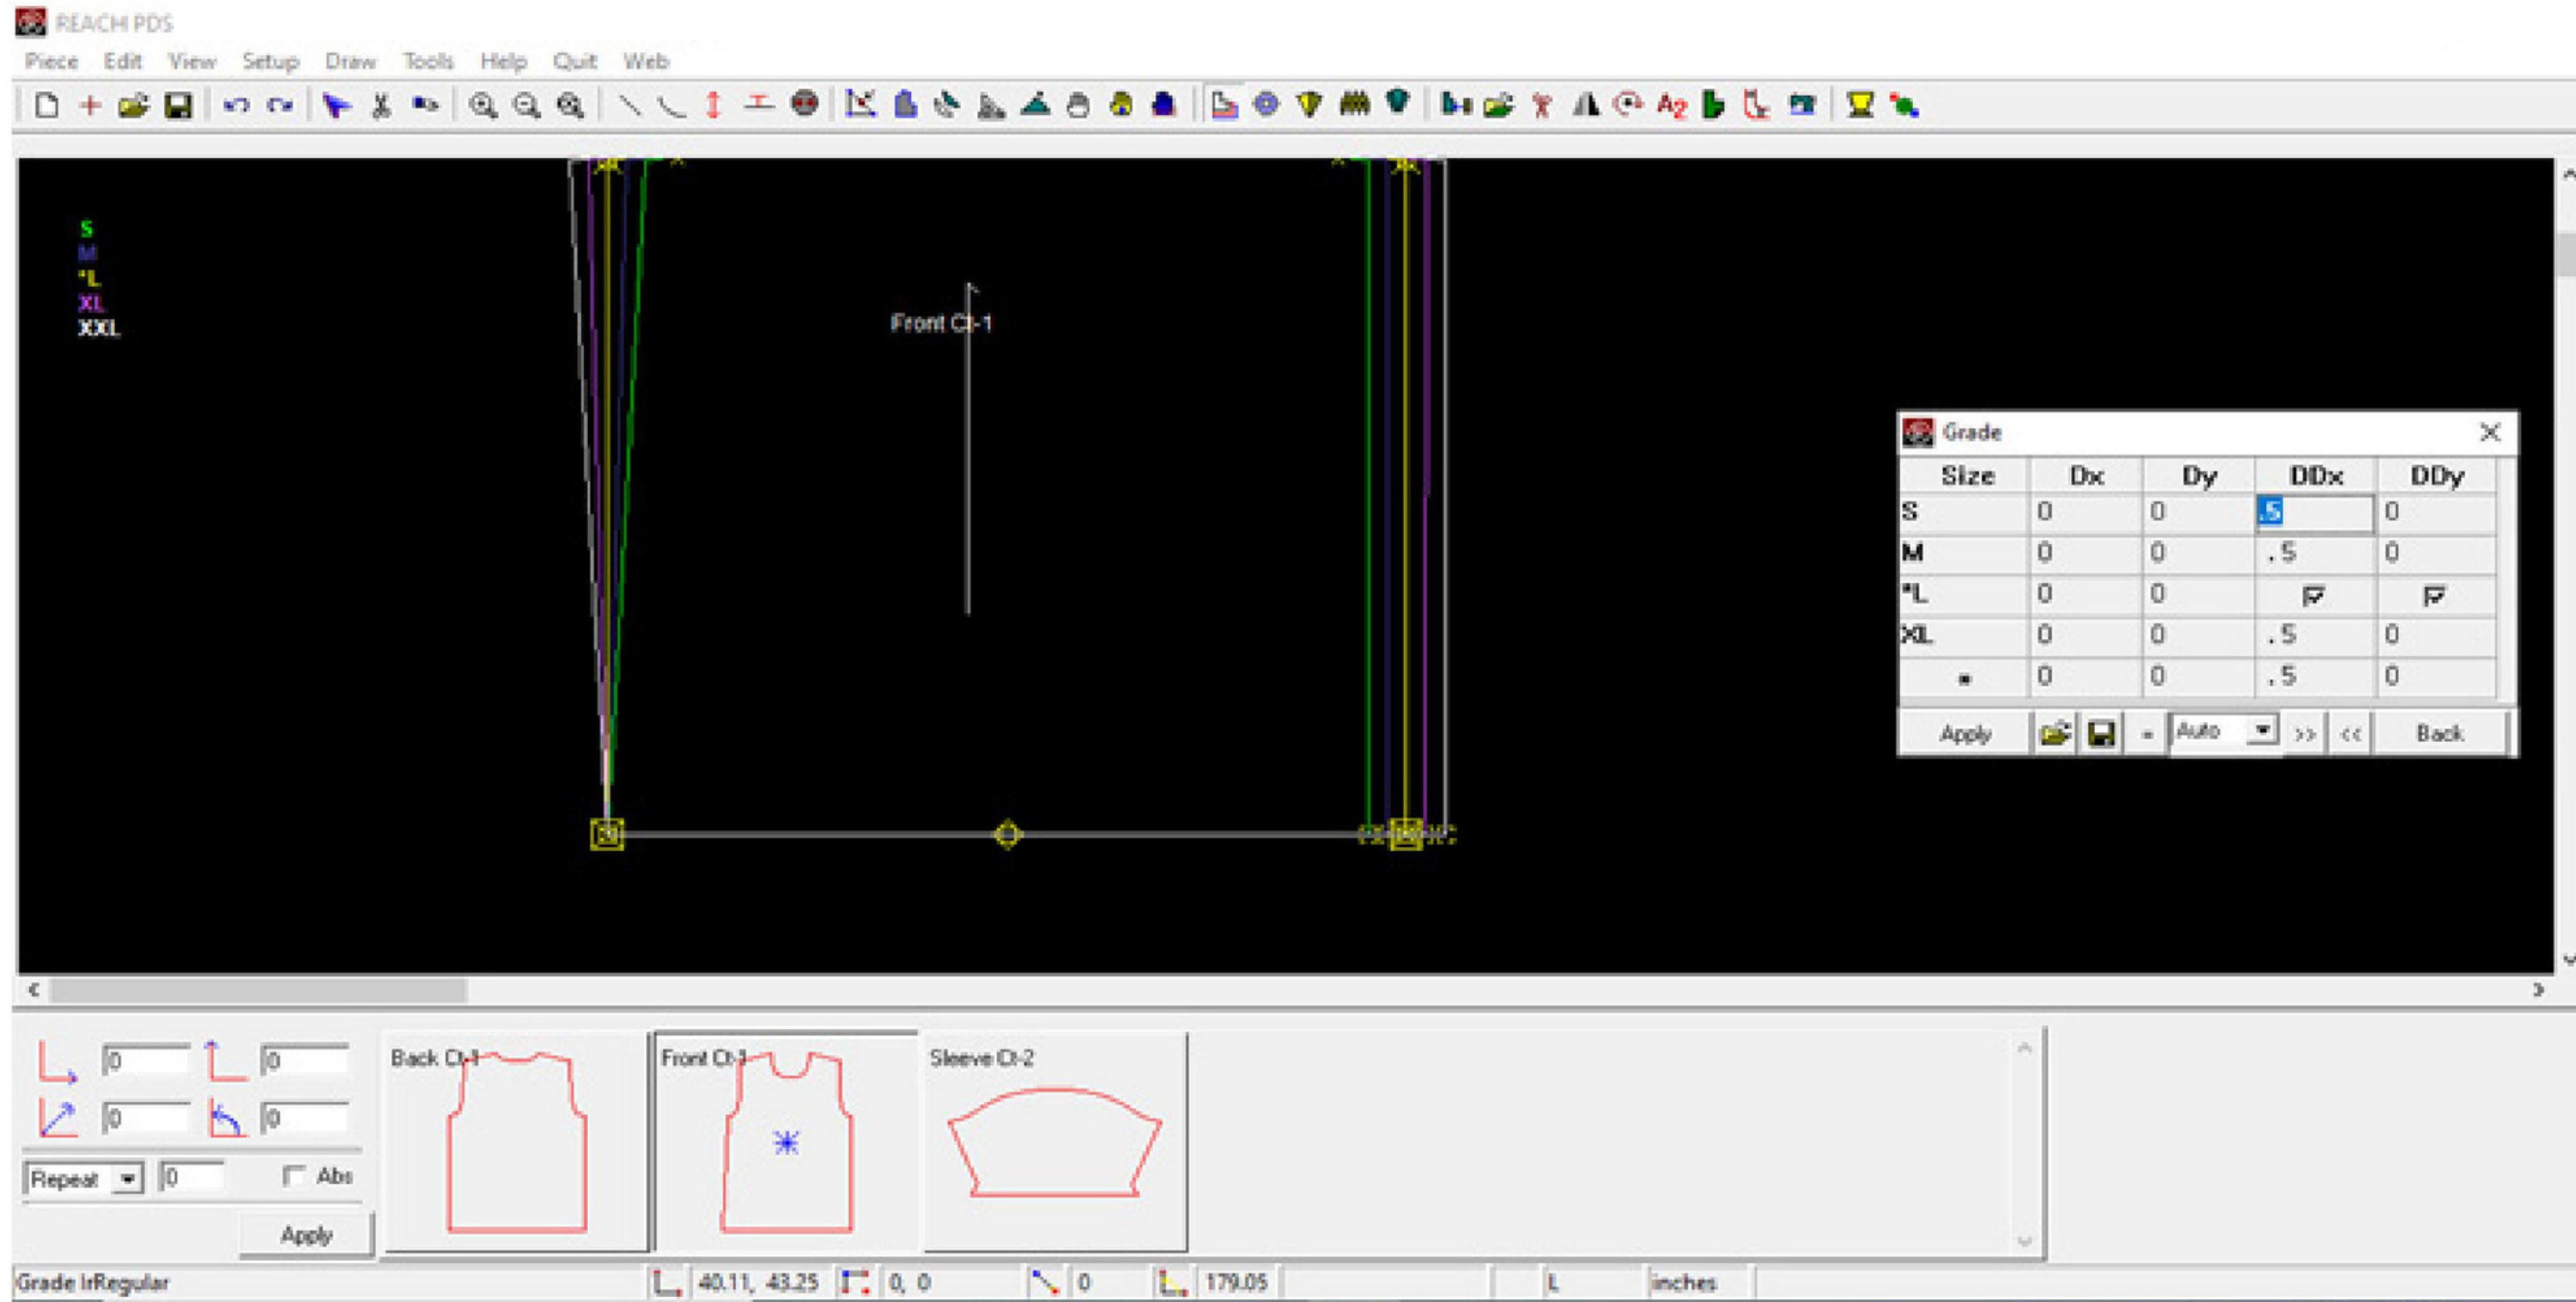 REACH PDS
Piece Edit View Setup Draw Tools Help Quit Web
S
M
*L
XL
XXL
Front Ct-1
Grade
Size Dx Dy DDx DDy
S 0 0 .5 0
M 0 0 .5 0
*L 0 0
XL 0 0 .5 0
* 0 0 .5 0
Apply - Auto >> << Back
0 0
0 0
Repeat 0 Abs
Apply
Back Ct-1 Front Ct-1 Sleeve Ct-2
Grade IrRegular 40.11, 43.25 0, 0 0 179.05 L inches